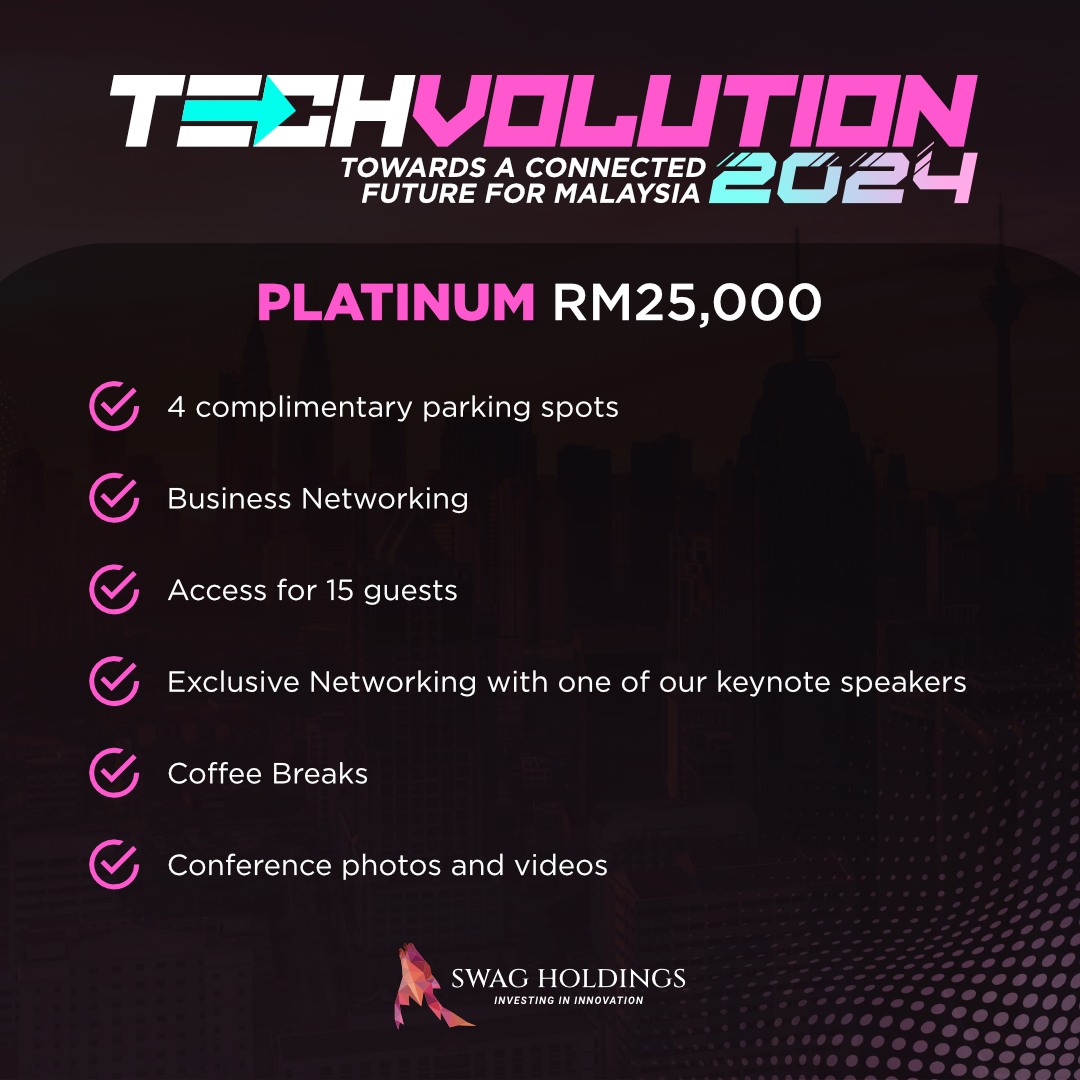 TECHVOLUTION
TOWARDS A CONNECTED
FUTURE FOR MALAYSIA 2024
PLATINUM RM25,000
4 complimentary parking spots
Business Networking
Access for 15 guests
Exclusive Networking with one of our keynote speakers
Coffee Breaks
Conference photos and videos
SWAG HOLDINGS
INVESTING IN INNOVATION